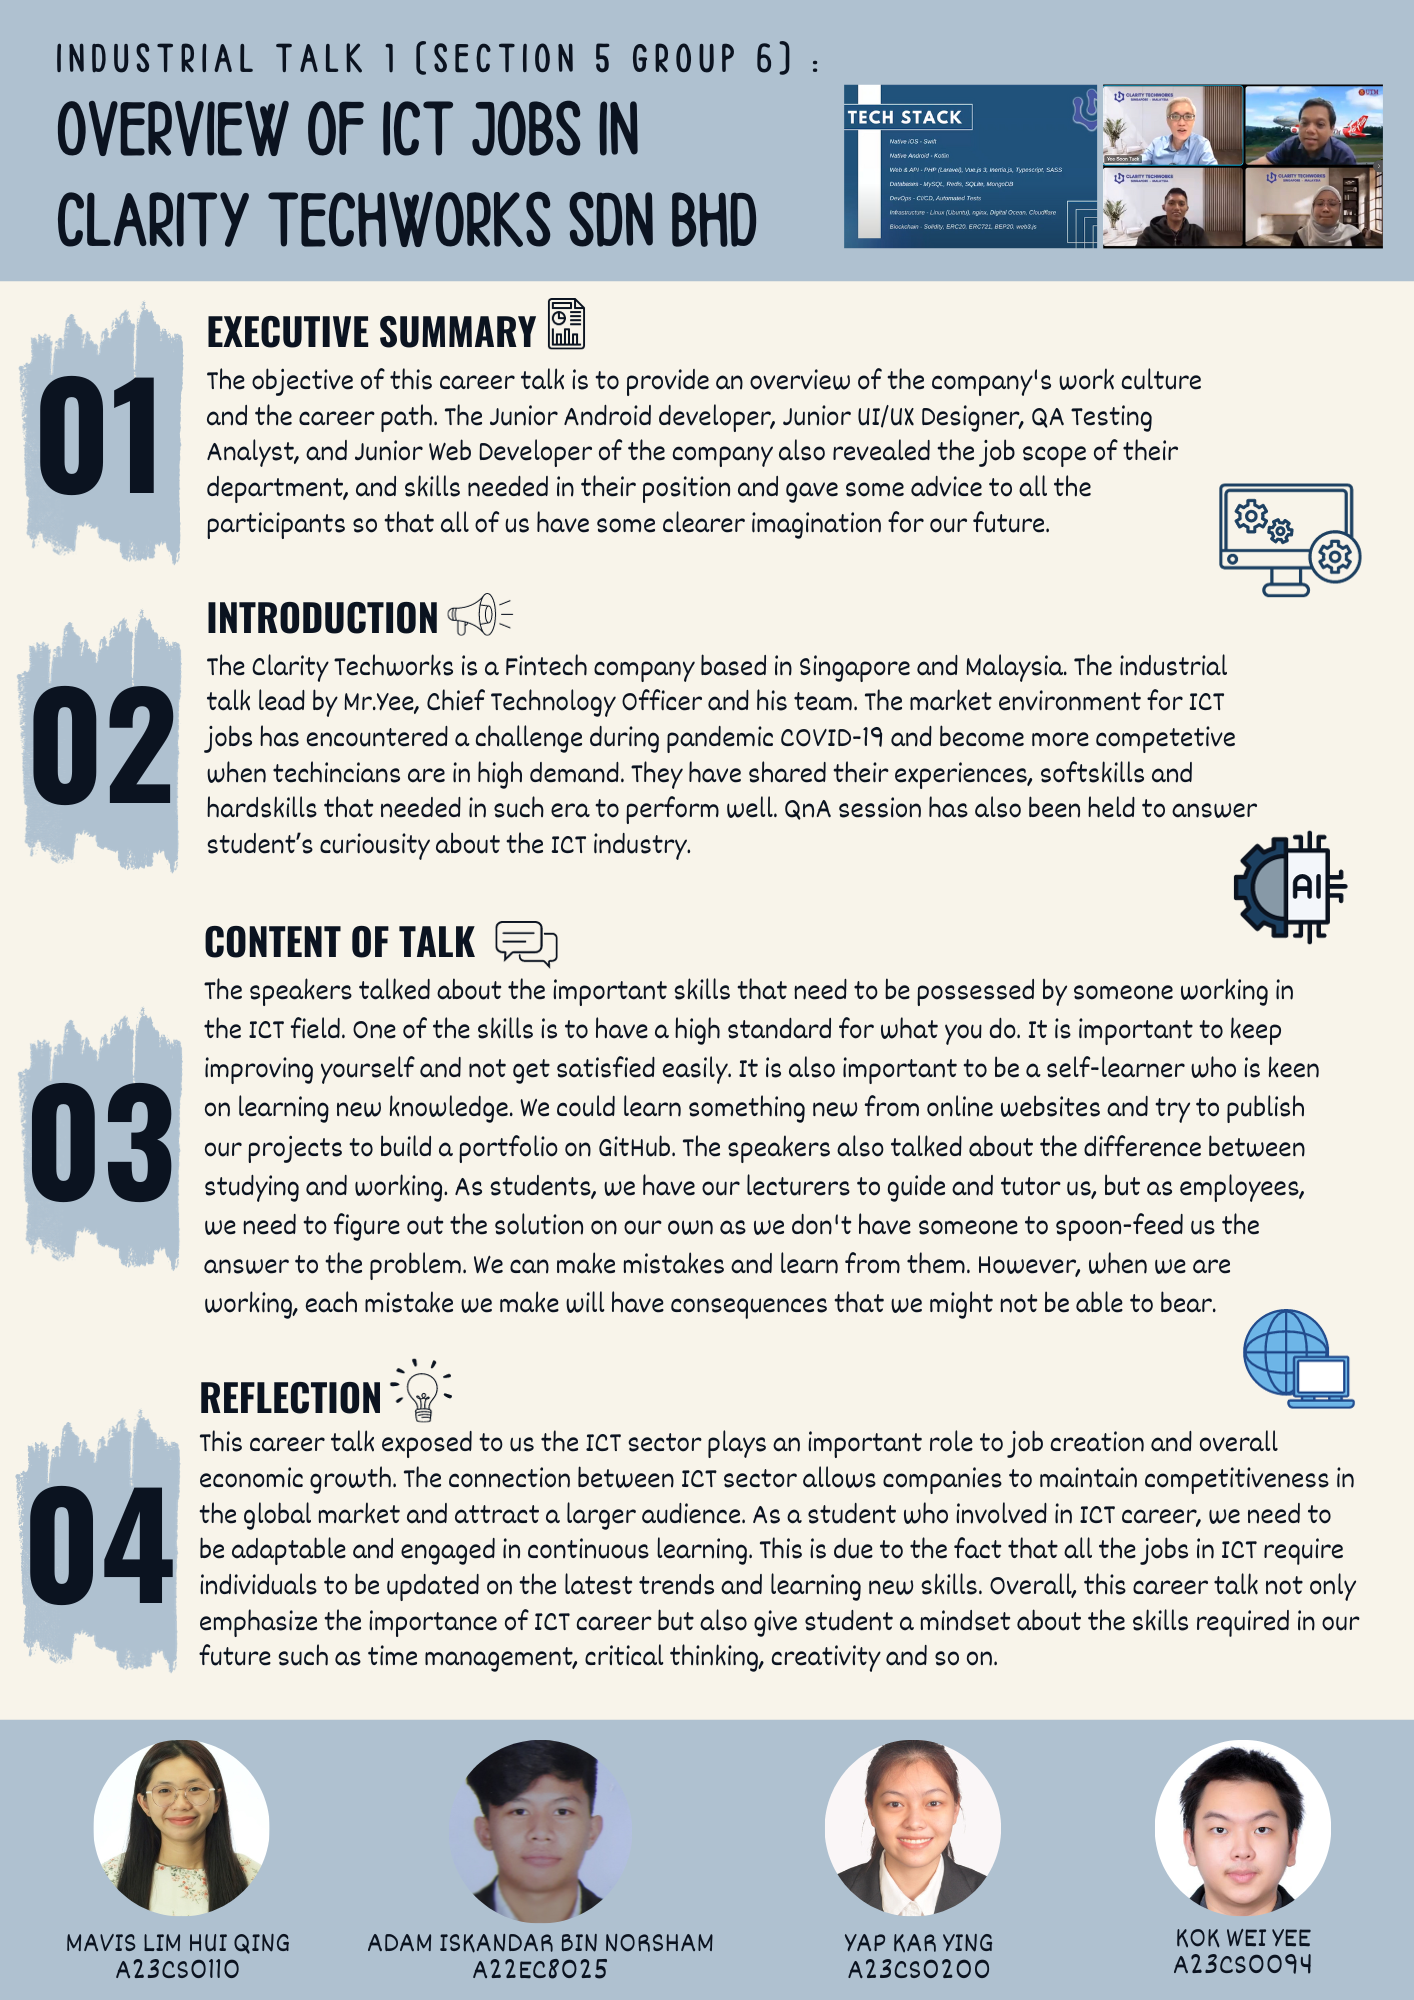 INDUSTRIAL TALK 1 (SECTION 5 GROUP 6) :
OVERVIEW OF ICT JOBS IN
CLARITY TECHWORKS SDN BHD
TECH STACK
Native iOS - Swift
Native Android - Kotlin
Web & API - PHP (Laravel), Vue.js 3, Inertia.js, Typescript, SASS
Databases - MySQL, Redis, SQLite, MongoDB
DevOps - CI/CD, Automated Tests
Infrastructure - Linux (Ubuntu), nginx, Digital Ocean, Cloudflare
Blockchain - Solidity, ERC20, ERC721, BEP20, web3.js
CLARITY TECHWORKS
SINGAPORE - MALAYSIA
Yee Soon Tuck
UTM
CLARITY TECHWORKS
SINGAPORE - MALAYSIA
CLARITY TECHWORKS
SINGAPORE - MALAYSIA
01
EXECUTIVE SUMMARY
The objective of this career talk is to provide an overview of the company's work culture
and the career path. The Junior Android developer, Junior UI/UX Designer, QA Testing
Analyst, and Junior Web Developer of the company also revealed the job scope of their
department, and skills needed in their position and gave some advice to all the
participants so that all of us have some clearer imagination for our future.
02
INTRODUCTION
The Clarity Techworks is a Fintech company based in Singapore and Malaysia. The industrial
talk lead by Mr.Yee, Chief Technology Officer and his team. The market environment for ICT
jobs has encountered a challenge during pandemic COVID-19 and become more competetive
when techincians are in high demand. They have shared their experiences, softskills and
hardskills that needed in such era to perform well. QnA session has also been held to answer
student’s curiousity about the ICT industry.
AI
03
CONTENT OF TALK
The speakers talked about the important skills that need to be possessed by someone working in
the ICT field. One of the skills is to have a high standard for what you do. It is important to keep
improving yourself and not get satisfied easily. It is also important to be a self-learner who is keen
on learning new knowledge. We could learn something new from online websites and try to publish
our projects to build a portfolio on GitHub. The speakers also talked about the difference between
studying and working. As students, we have our lecturers to guide and tutor us, but as employees,
we need to figure out the solution on our own as we don't have someone to spoon-feed us the
answer to the problem. We can make mistakes and learn from them. However, when we are
working, each mistake we make will have consequences that we might not be able to bear.
04
REFLECTION
This career talk exposed to us the ICT sector plays an important role to job creation and overall
economic growth. The connection between ICT sector allows companies to maintain competitiveness in
the global market and attract a larger audience. As a student who involved in ICT career, we need to
be adaptable and engaged in continuous learning. This is due to the fact that all the jobs in ICT require
individuals to be updated on the latest trends and learning new skills. Overall, this career talk not only
emphasize the importance of ICT career but also give student a mindset about the skills required in our
future such as time management, critical thinking, creativity and so on.
MAVIS LIM HUI QING
A23CS0110
ADAM ISKANDAR BIN NORSHAM
A22EC8025
YAP KAR YING
A23CS0200
KOK WEI YEE
A23CS0094